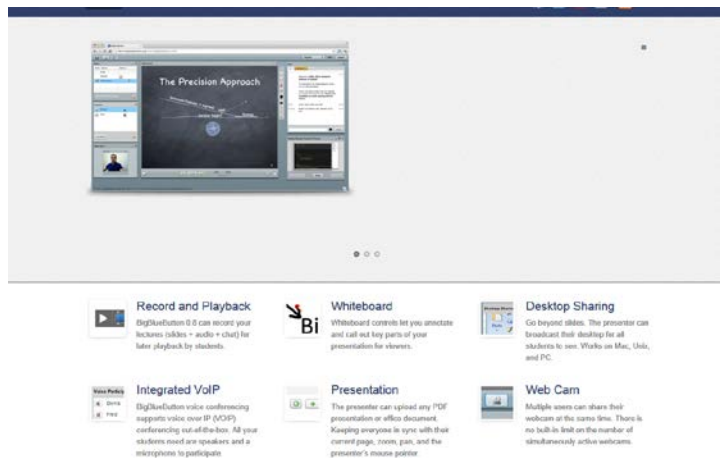 The Precision Approach
Record and Playback
BigBlueButton 0.8 can record your
lectures (slides + audio + chat) for
later playback by students.
Whiteboard
Whiteboard controls let you annotate
and call out key parts of your
presentation for viewers.
Desktop Sharing
Go beyond slides. The presenter can
broadcast their desktop for all
students to see. Works on Mac, Unix,
and PC.
Bi
Integrated VoIP
BigBlueButton voice conferencing
supports voice over IP (VOIP)
conferencing out-of-the-box. All your
students need are speakers and a
microphone to participate
Presentation
The presenter can upload any PDF
presentation or office document.
Keeping everyone in sync with their
current page, zoom, pan, and the
presenter's mouse pointer
Web Cam
Multiple users can share their
webcam at the same time. There is
no built-in limit on the number of
simultaneously active webcams.